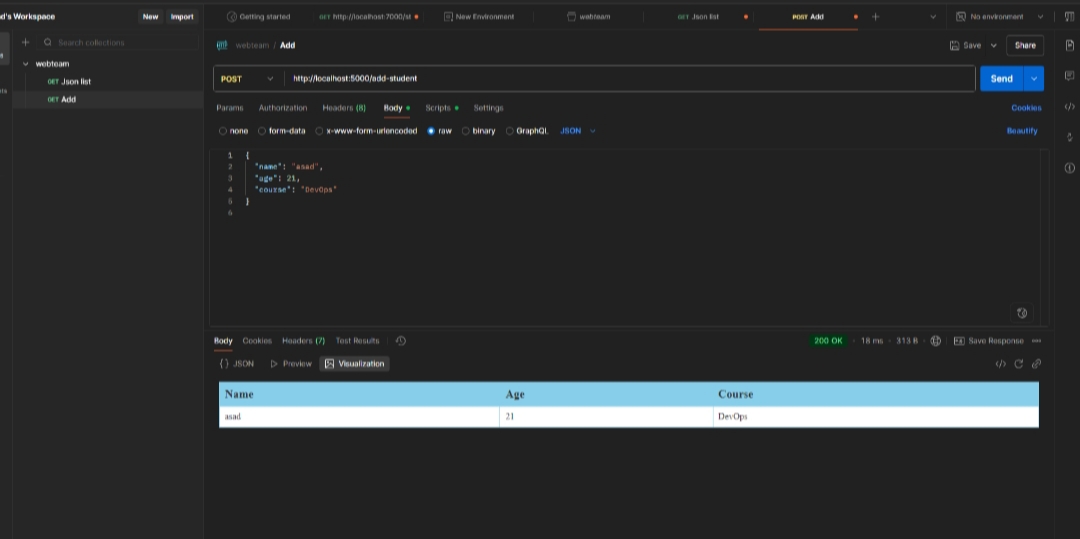 d's Workspace New Import Getting started GET http://localhost:7000/st New Environment webteam GET Json list POST Add No environment
Search collections webteam / Add Save Share
webteam
POST http://localhost:5000/add-student Send
GET Json list
GET Add
Params Authorization Headers (8) Body Scripts Settings Cookies
none form-data x-www-form-urlencoded raw binary GraphQL JSON Beautify
1 {
2 "name": "asad",
3 "age": 21,
4 "course": "DevOps"
5 }
6
Body Cookies Headers (7) Test Results 200 OK 18 ms 313 B Save Response
{} JSON Preview Visualization
Name Age Course
asad 21 DevOps